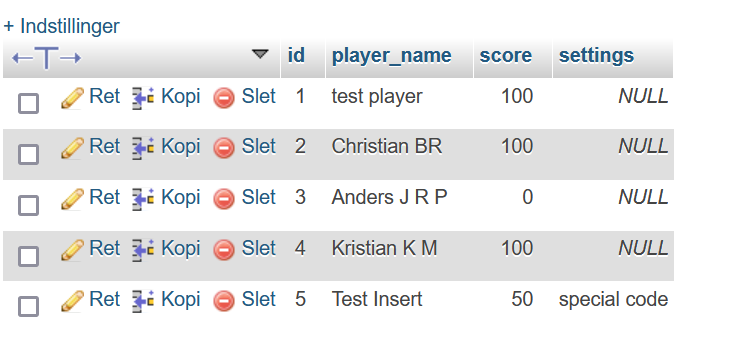 + Indstillinger
id player_name score settings
Ret Kopi Slet 1 test player 100 NULL
Ret Kopi Slet 2 Christian BR 100 NULL
Ret Kopi Slet 3 Anders J R P 0 NULL
Ret Kopi Slet 4 Kristian K M 100 NULL
Ret Kopi Slet 5 Test Insert 50 special code